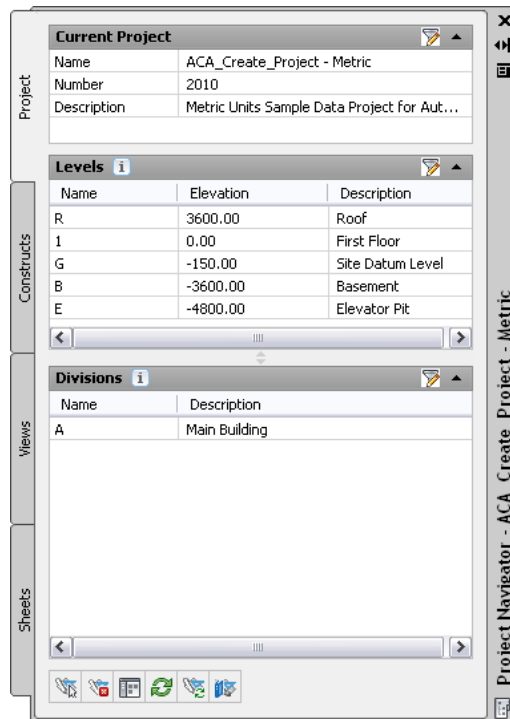 Project
Constructs
Views
Sheets
Current Project
Name ACA_Create_Project - Metric
Number 2010
Description Metric Units Sample Data Project for Aut...
Levels i
Name Elevation Description
R 3600.00 Roof
1 0.00 First Floor
G -150.00 Site Datum Level
B -3600.00 Basement
E -4800.00 Elevator Pit
Divisions i
Name Description
A Main Building
Project Navigator - ACA_Create_Project - Metric